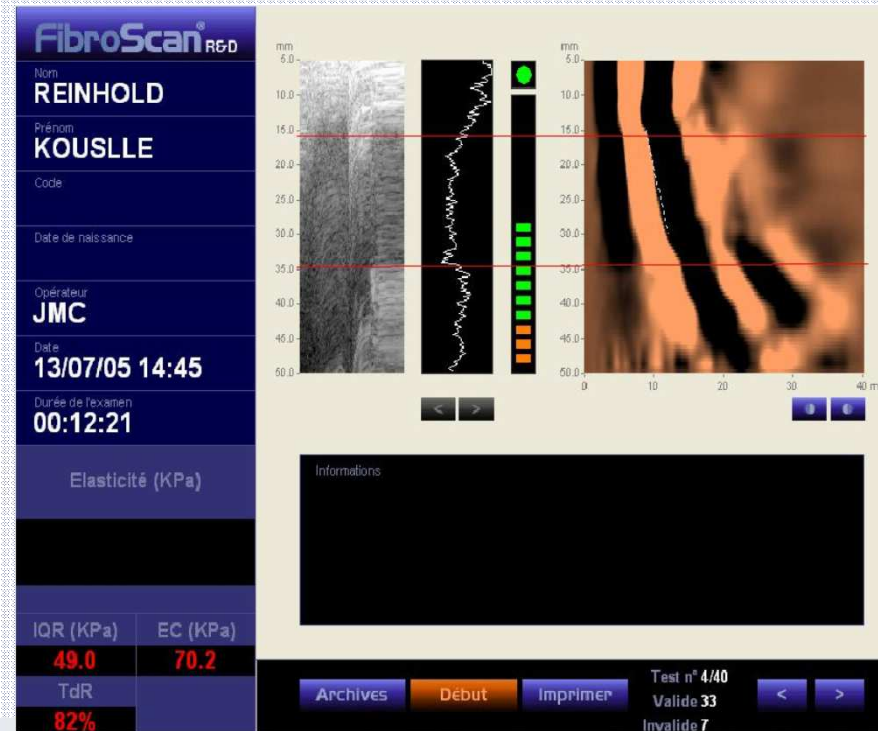 FibroScan® R&D
Nom
REINHOLD
Prénom
KOUSLLE
Code
Date de naissance
Opérateur
JMC
Date
13/07/05 14:45
Durée de l'examen
00:12:21
Elasticité (KPa)
IQR (KPa) EC (KPa)
49.0 70.2
TdR
82%
mm
5.0
10.0
15.0
20.0
25.0
30.0
35.0
40.0
45.0
50.0
< >
mm
5.0
10.0
15.0
20.0
25.0
30.0
35.0
40.0
45.0
50.0
0 10 20 30 40 m
Informations
Archives Début Imprimer
Test n° 4/40
Valide 33
Invalide 7
< >